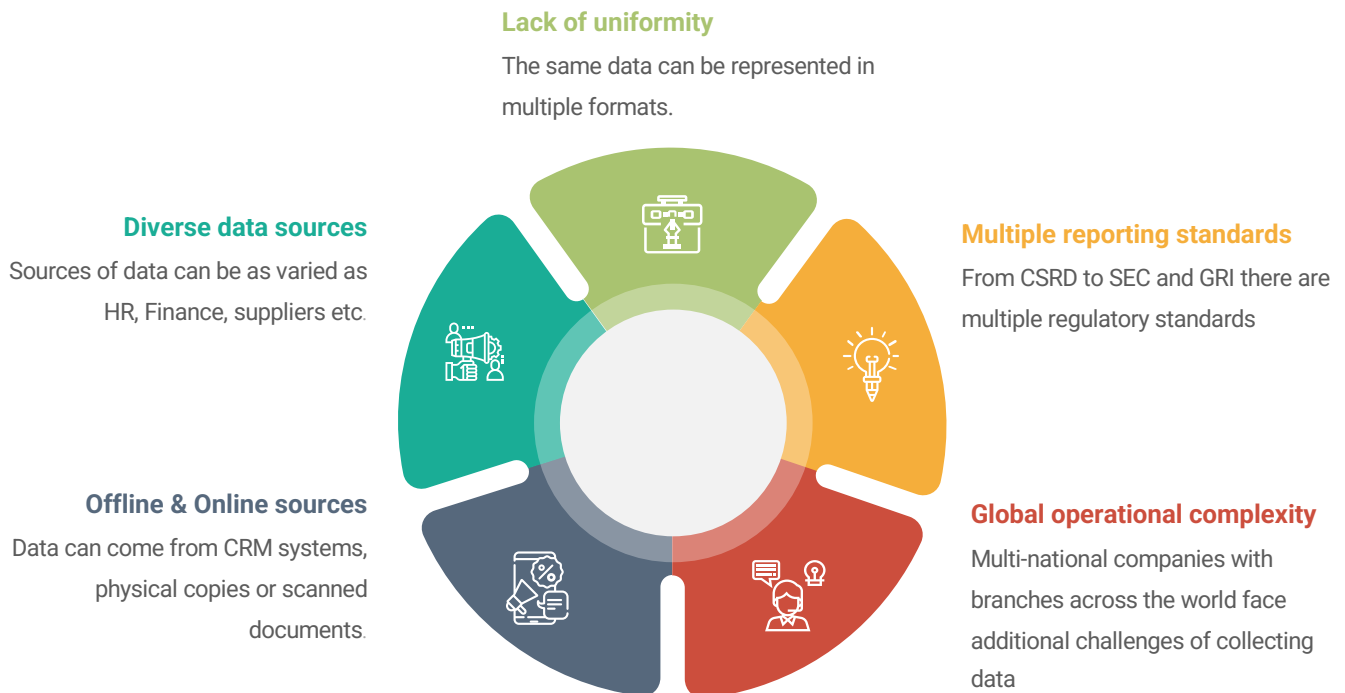 Lack of uniformity
The same data can be represented in
multiple formats.
Diverse data sources
Sources of data can be as varied as
HR, Finance, suppliers etc.
Multiple reporting standards
From CSRD to SEC and GRI there are
multiple regulatory standards
Offline & Online sources
Data can come from CRM systems,
physical copies or scanned
documents.
Global operational complexity
Multi-national companies with
branches across the world face
additional challenges of collecting
data